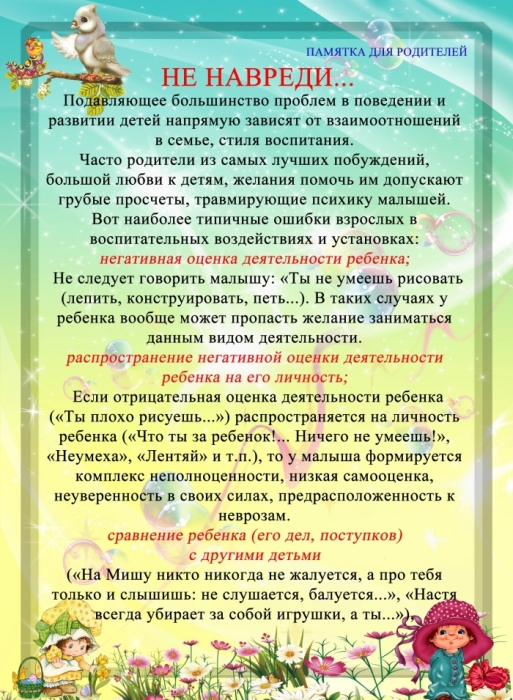 ПАМЯТКА ДЛЯ РОДИТЕЛЕЙ
НЕ НАВРЕДИ...
Подавляющее большинство проблем в поведении и
развитии детей напрямую зависят от взаимоотношений
в семье, стиля воспитания.
Часто родители из самых лучших побуждений,
большой любви к детям, желания помочь им допускают
грубые просчеты, травмирующие психику малышей.
Вот наиболее типичные ошибки взрослых в
воспитательных воздействиях и установках:
негативная оценка деятельности ребенка;
Не следует говорить малышу: «Ты не умеешь рисовать
(лепить, конструировать, петь...). В таких случаях у
ребенка вообще может пропасть желание заниматься
данным видом деятельности.
распространение негативной оценки деятельности
ребенка на его личность;
Если отрицательная оценка деятельности ребенка
(«Ты плохо рисуешь...») распространяется на личность
ребенка («Что ты за ребенок!... Ничего не умеешь!»,
«Неумеха», «Лентяй» и т.п.), то у малыша формируется
комплекс неполноценности, низкая самооценка,
неуверенность в своих силах, предрасположенность к
неврозам.
сравнение ребенка (его дел, поступков)
с другими детьми
(«На Мишу никто никогда не жалуется, а про тебя
только и слышишь: не слушается, балуется...», «Настя
всегда убирает за собой игрушки, а ты...»).